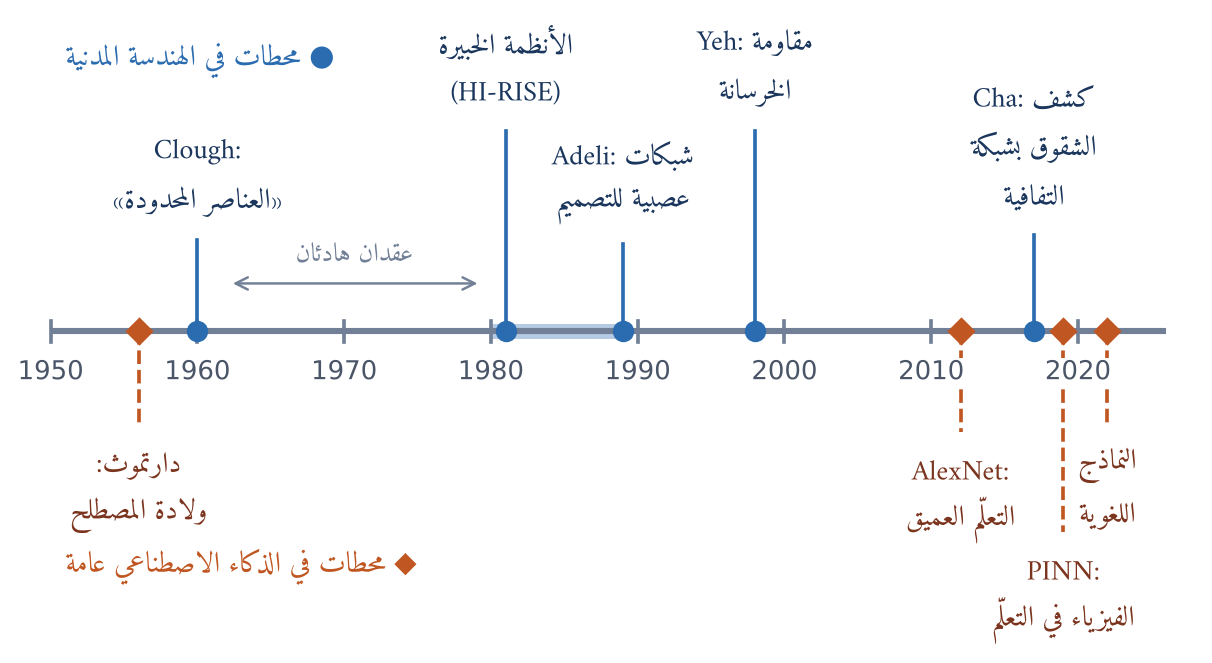 محطات في الهندسة المدنية
الأنظمة الخبيرة
(HI-RISE)
Yeh: مقاومة
الخرسانة
Cha: كشف
الشقوق بشبكة
التفافية
Clough:
«العناصر المحدودة»
Adeli: شبكات
عصبية للتصميم
عقدان هادئان
1950 1960 1970 1980 1990 2000 2010 2020
دارتموث:
ولادة المصطلح
AlexNet:
التعلّم العميق
النماذج
اللغوية
محطات في الذكاء الاصطناعي عامة
PINN:
الفيزياء في التعلّم